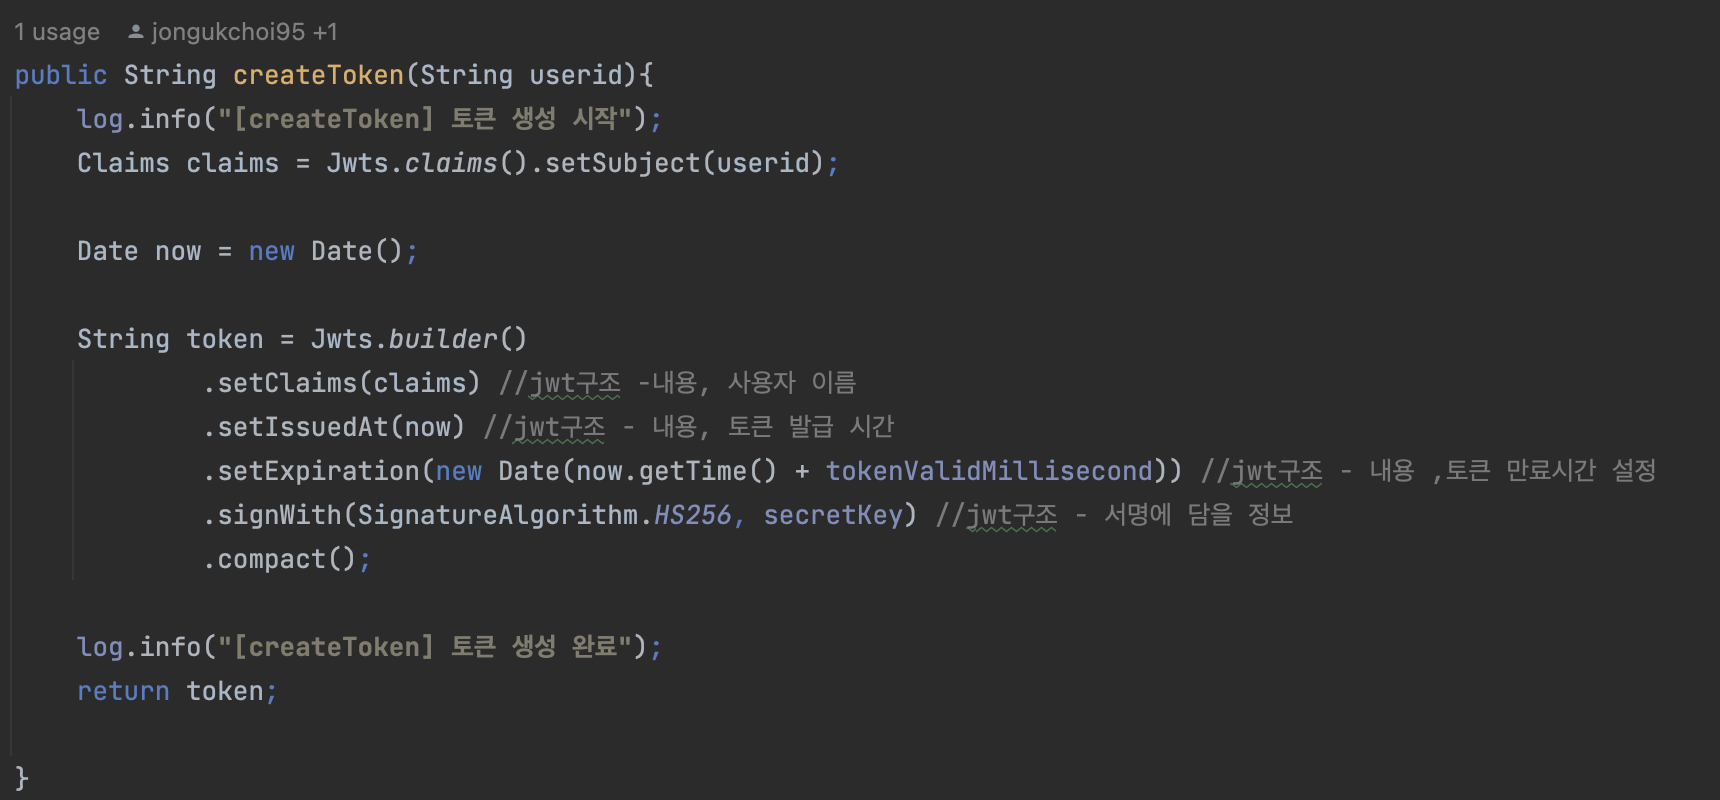 1 usage jongukchoi95 +1
public String createToken(String userid){
log.info("[createToken] 토큰 생성 시작");
Claims claims = Jwts.claims().setSubject(userid);
Date now = new Date();
String token = Jwts.builder()
.setClaims(claims) //jwt구조 -내용, 사용자 이름
.setIssuedAt(now) //jwt구조 - 내용, 토큰 발급 시간
.setExpiration(new Date(now.getTime() + tokenValidMillisecond)) //jwt구조 - 내용 ,토큰 만료시간 설정
.signWith(SignatureAlgorithm.HS256, secretKey) //jwt구조 - 서명에 담을 정보
.compact();
log.info("[createToken] 토큰 생성 완료");
return token;
}